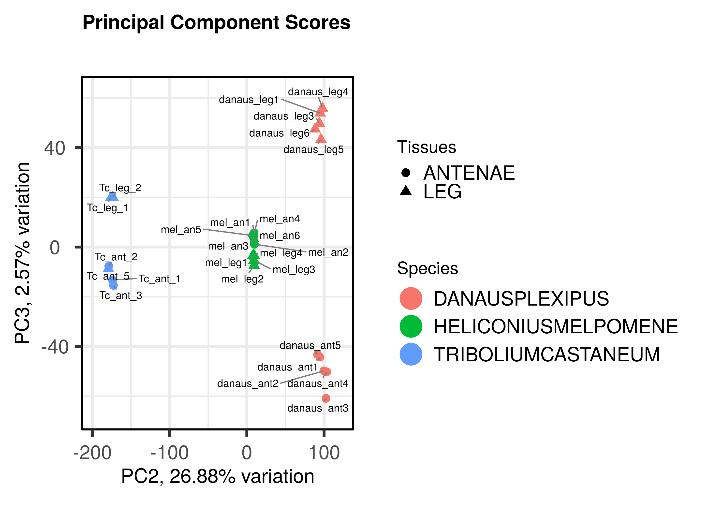 Principal Component Scores
danaus_leg4
danaus_leg1
danaus_leg3
danaus_leg6
danaus_leg5
40
Tc_leg_2
Tc_leg_1
mel_an1
mel_an4
mel_an5
mel_an6
mel_an3
mel_an2
0
mel_leg4
mel_leg1
mel_leg3
mel_leg2
Tc_ant_2
Tc_ant_5
Tc_ant_1
Tc_ant_3
-40
danaus_ant5
danaus_ant1
danaus_ant2
danaus_ant4
danaus_ant3
-200 -100 0 100
PC2, 26.88% variation
PC3, 2.57% variation
Tissues
ANTENAE
LEG
Species
DANAUSPLEXIPUS
HELICONIUSMELPOMENE
TRIBOLIUMCASTANEUM